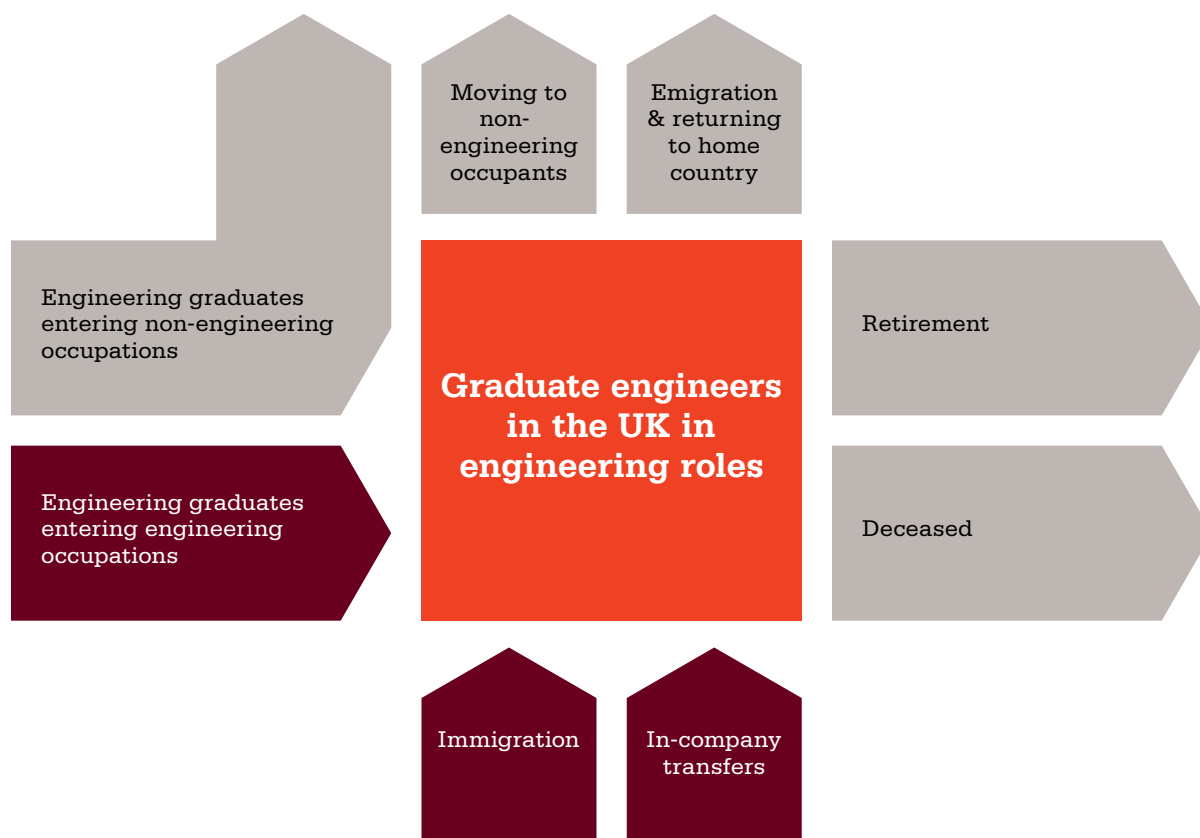 Moving to
non-
engineering
occupants
Emigration
& returning
to home
country
Engineering graduates
entering non-engineering
occupations
Graduate engineers
in the UK in
engineering roles
Retirement
Engineering graduates
entering engineering
occupations
Deceased
Immigration
In-company
transfers